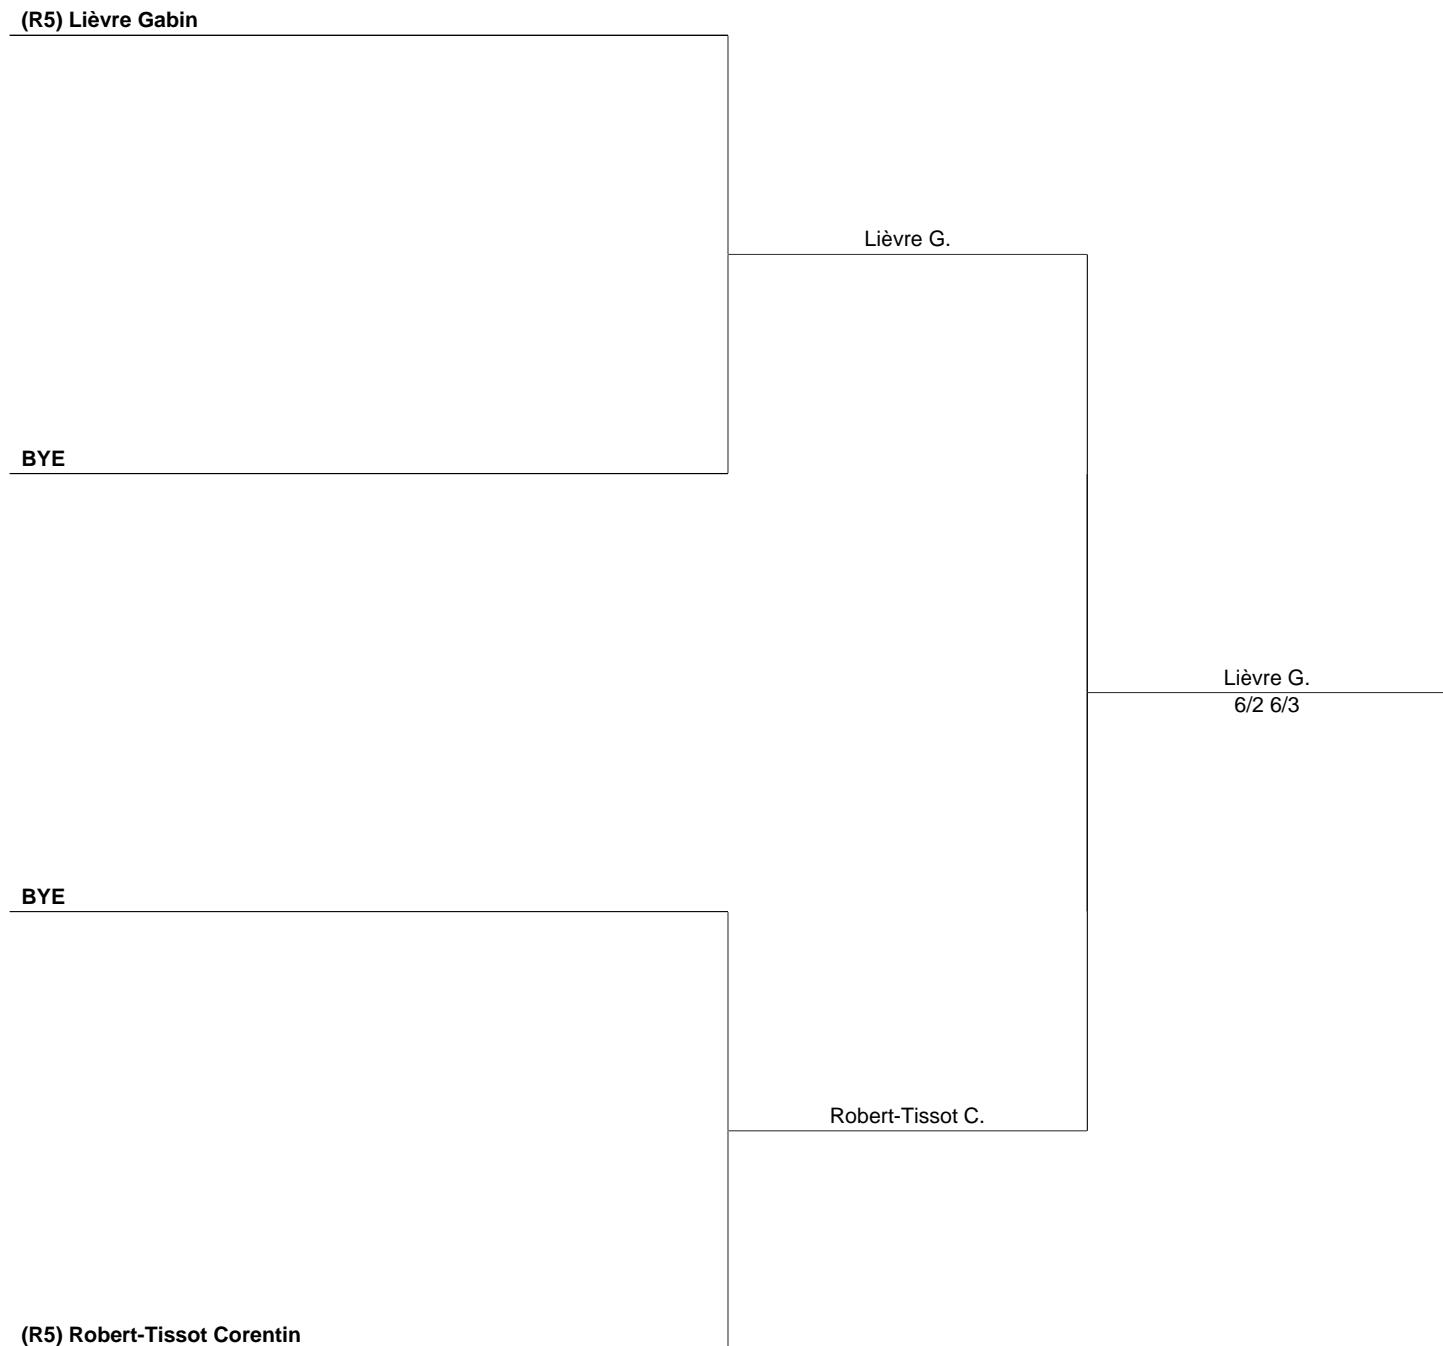 (R5) Lièvre Gabin
Lièvre G.
BYE
Lièvre G.
6/2 6/3
BYE
Robert-Tissot C.
(R5) Robert-Tissot Corentin